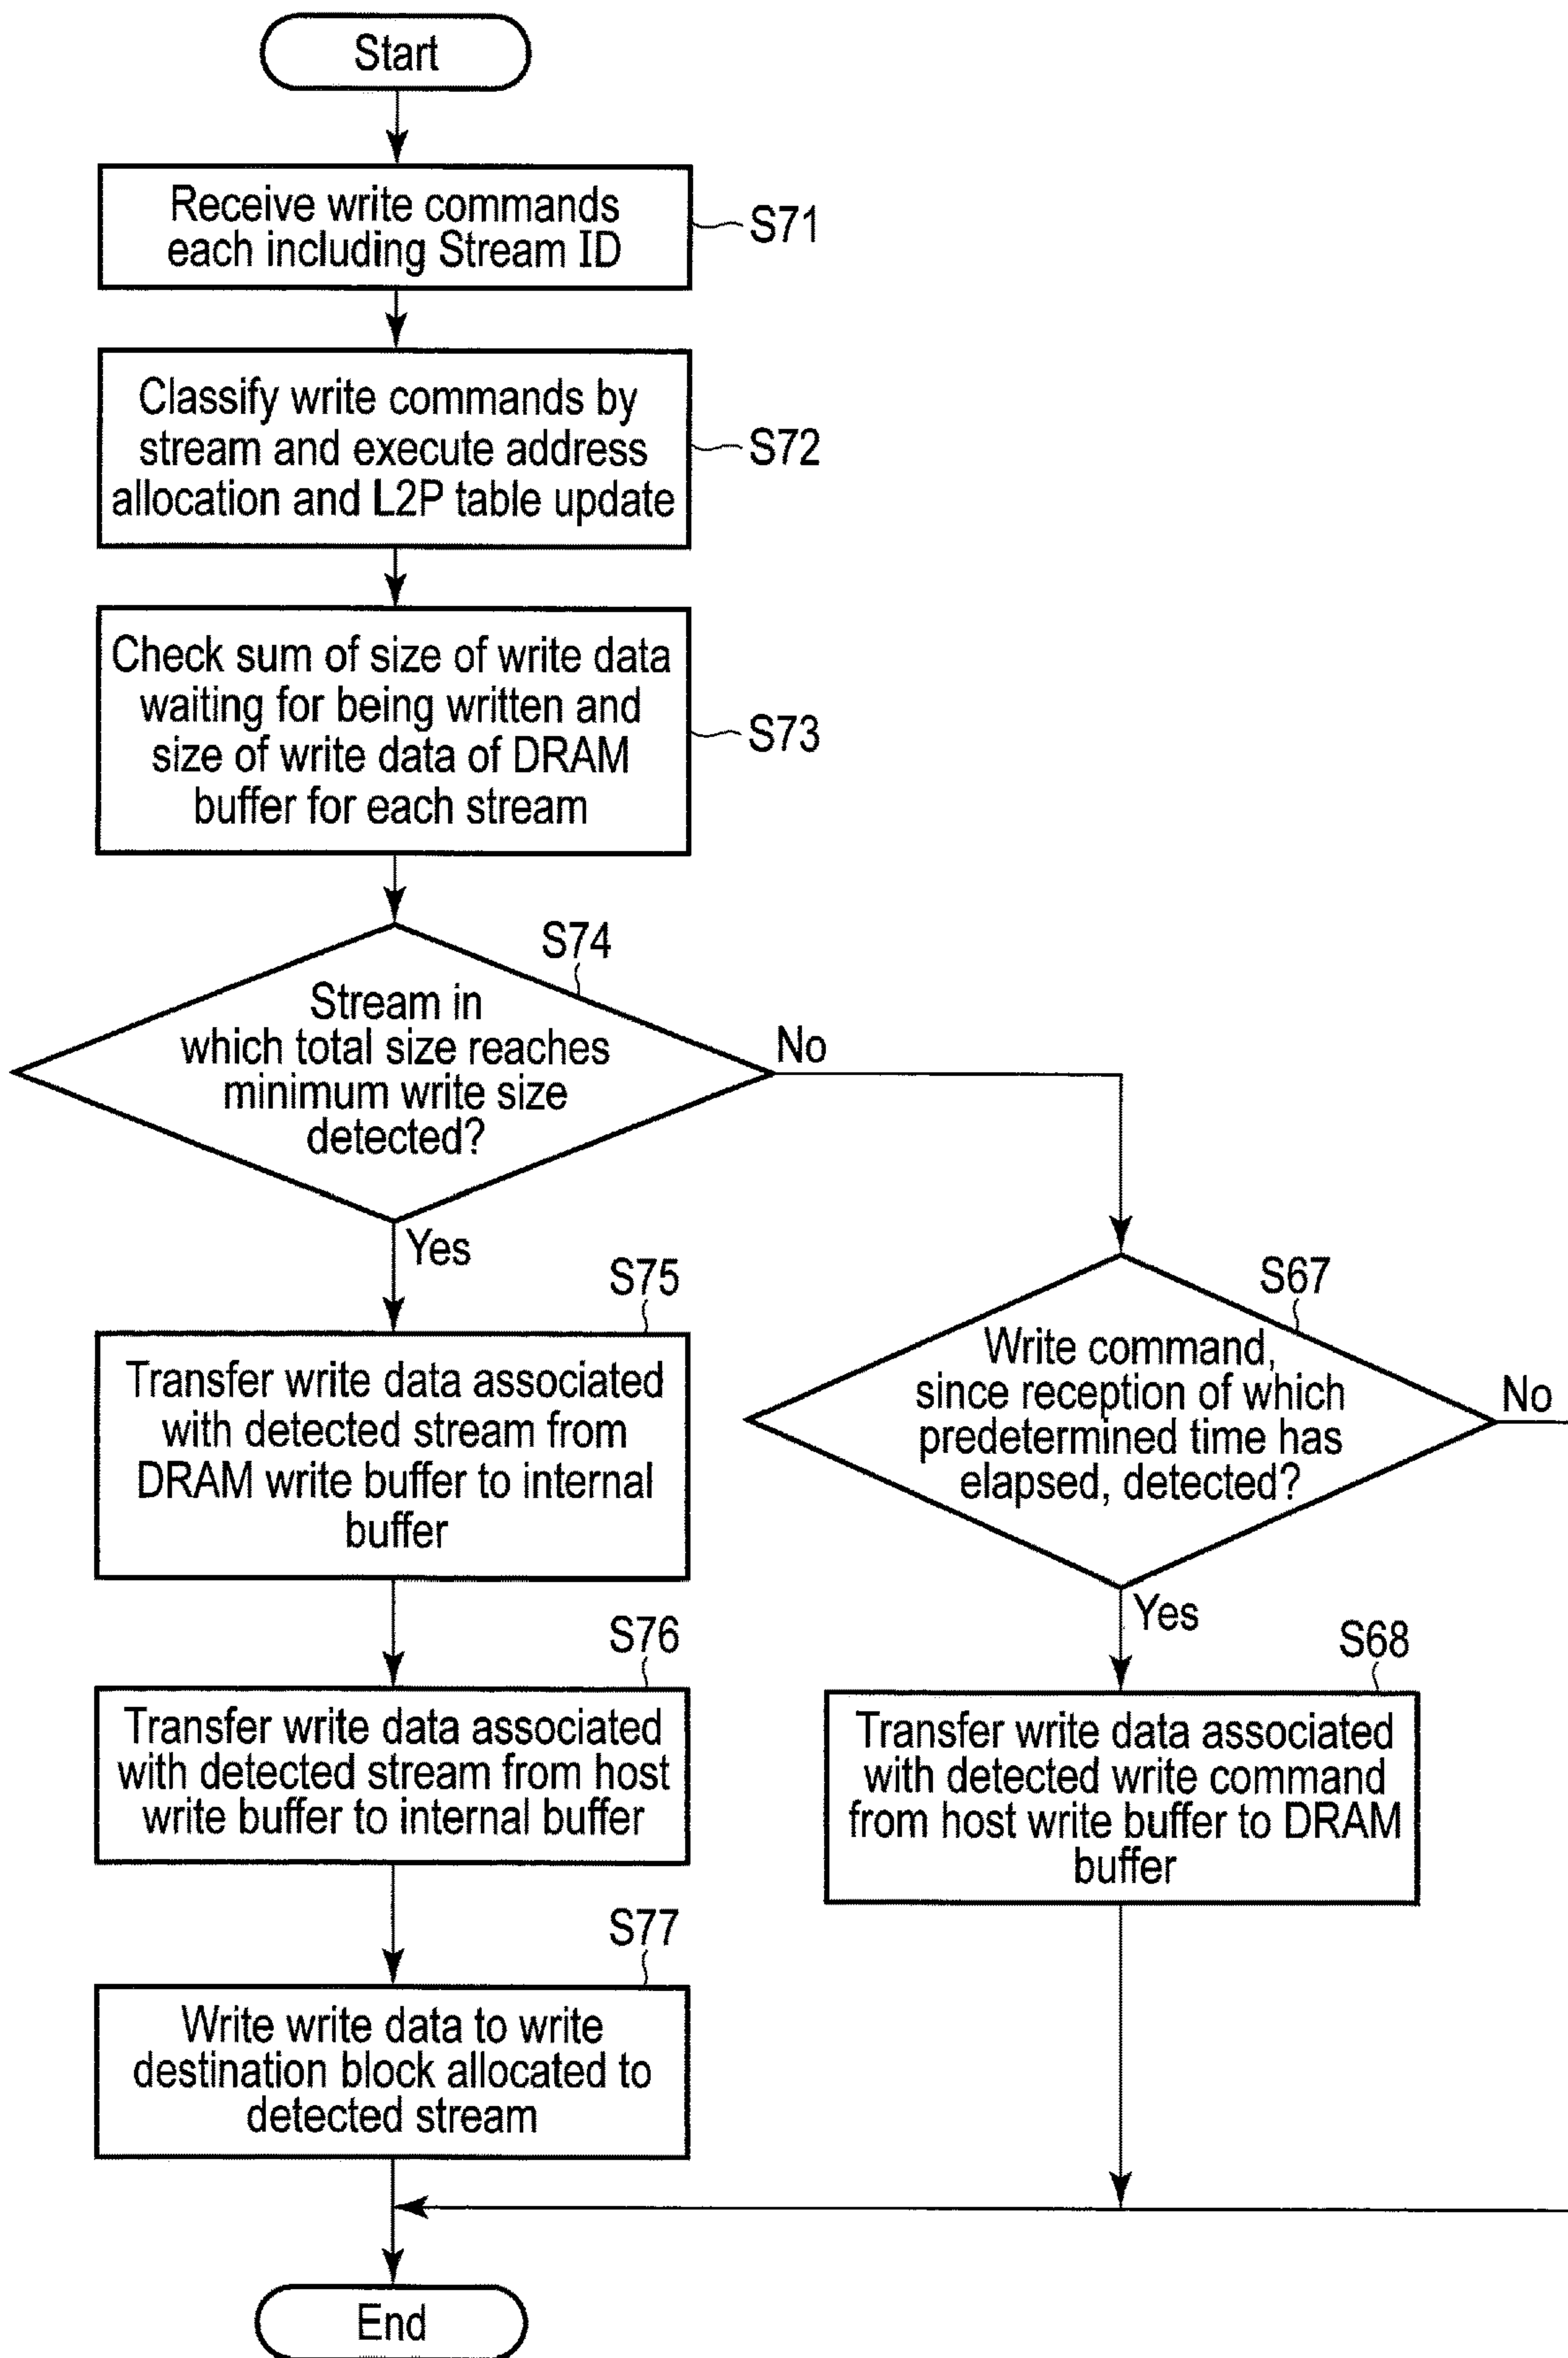 Start
Receive write commands
each including Stream ID
S71
Classify write commands by
stream and execute address
allocation and L2P table update
S72
Check sum of size of write data
waiting for being written and
size of write data of DRAM
buffer for each stream
S73
S74
Stream in
which total size reaches
minimum write size
detected?
No
Yes
S75
Transfer write data associated
with detected stream from
DRAM write buffer to internal
buffer
S67
Write command,
since reception of which
predetermined time has
elapsed, detected?
No
Yes
S76
Transfer write data associated
with detected stream from host
write buffer to internal buffer
S68
Transfer write data associated
with detected write command
from host write buffer to DRAM
buffer
S77
Write write data to write
destination block allocated to
detected stream
End